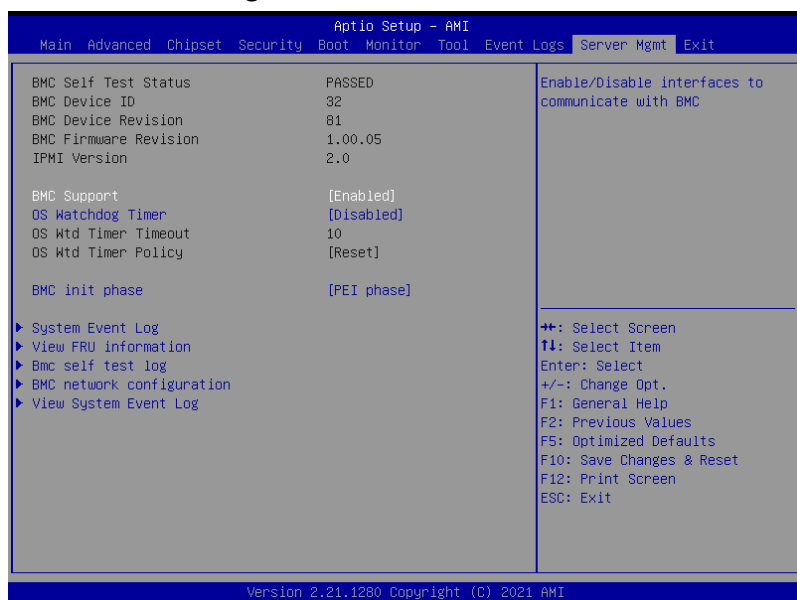 Aptio Setup - AMI
Main Advanced Chipset Security Boot Monitor Tool Event Logs Server Mgmt Exit
BMC Self Test Status PASSED
BMC Device ID 32
BMC Device Revision 81
BMC Firmware Revision 1.00.05
IPMI Version 2.0
BMC Support [Enabled]
OS Watchdog Timer [Disabled]
OS Wtd Timer Timeout 10
OS Wtd Timer Policy [Reset]
BMC init phase [PEI phase]
System Event Log
View FRU information
Bmc self test log
BMC network configuration
View System Event Log
Enable/Disable interfaces to
communicate with BMC
→←: Select Screen
↑↓: Select Item
Enter: Select
+/-: Change Opt.
F1: General Help
F2: Previous Values
F5: Optimized Defaults
F10: Save Changes & Reset
F12: Print Screen
ESC: Exit
Version 2.21.1280 Copyright (C) 2021 AMI